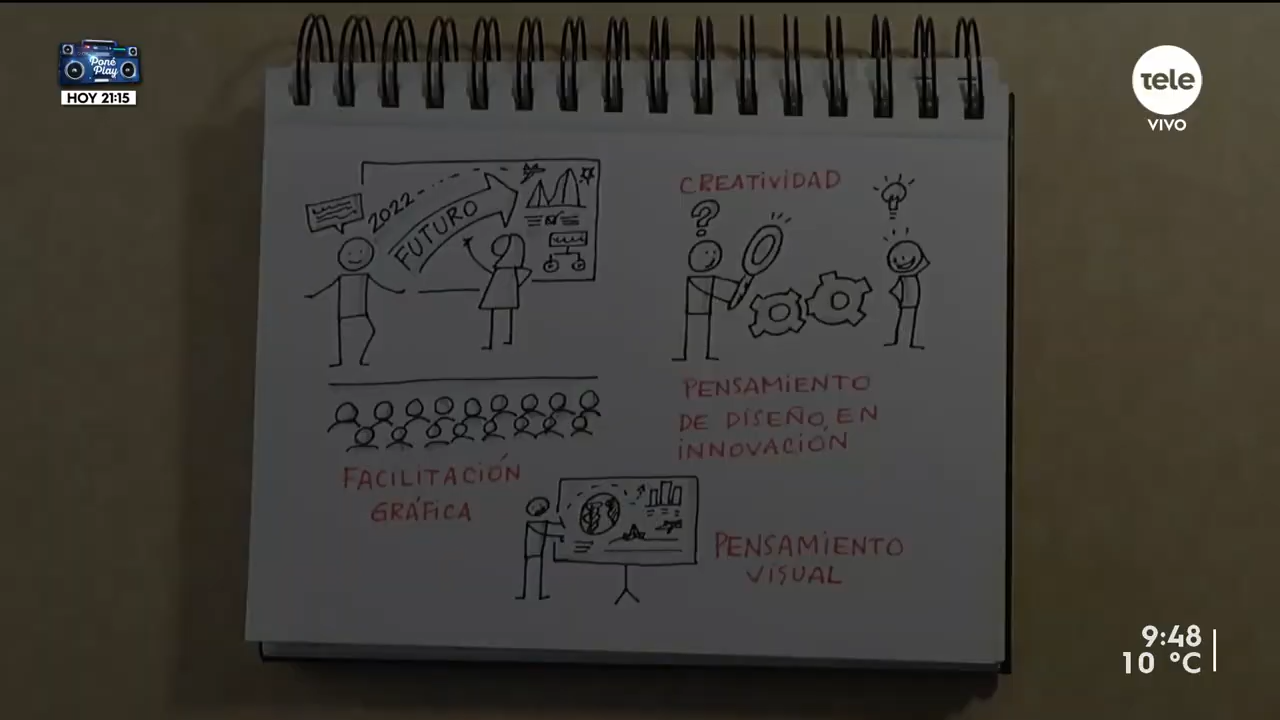 Poné
Play
HOY 21:15
tele
VIVO
2022
FUTURO
CREATIVIDAD
?
PENSAMIENTO
DE DISEÑO EN
INNOVACIÓN
FACILITACIÓN
GRÁFICA
PENSAMIENTO
VISUAL
9:48
10 °C